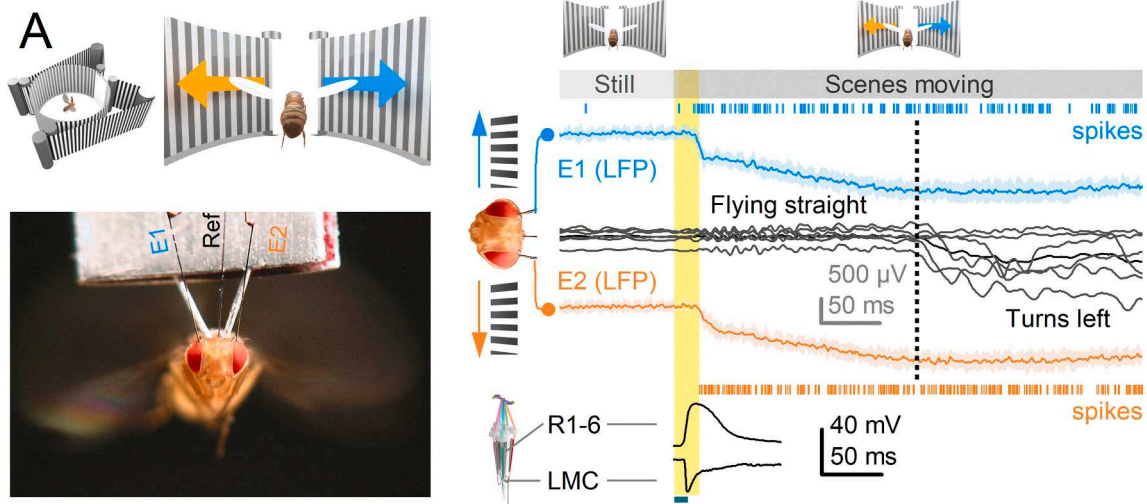 A
E1
Ref
E2
Still
Scenes moving
spikes
E1 (LFP)
Flying straight
500 µV
50 ms
E2 (LFP)
Turns left
spikes
R1-6
LMC
40 mV
50 ms